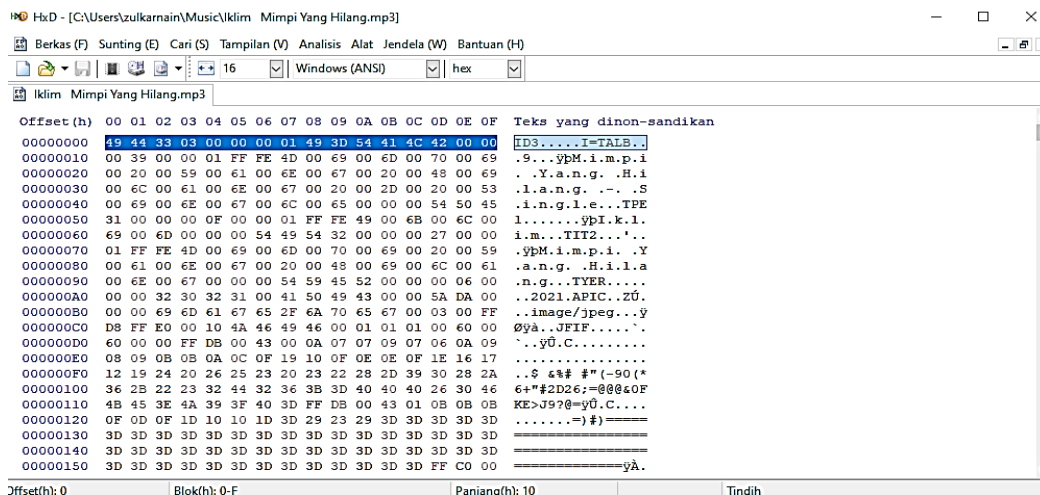 HxD - [C:\Users\zulkarnain\Music\Iklim   Mimpi Yang Hilang.mp3]
Berkas (F)  Sunting (E)  Cari (S)  Tampilan (V)  Analisis  Alat  Jendela (W)  Bantuan (H)
16  Windows (ANSI)  hex
Iklim   Mimpi Yang Hilang.mp3
Offset(h)  00 01 02 03 04 05 06 07 08 09 0A 0B 0C 0D 0E 0F  Teks yang dinon-sandikan
00000000  49 44 33 03 00 00 00 01 49 3D 54 41 4C 42 00 00  ID3.....I=TALB..
00000010  00 39 00 00 01 FF FE 4D 00 69 00 6D 00 70 00 69  .9...ÿþM.i.m.p.i
00000020  00 20 00 59 00 61 00 6E 00 67 00 20 00 48 00 69  . .Y.a.n.g. .H.i
00000030  00 6C 00 61 00 6E 00 67 00 20 00 2D 00 20 00 53  .l.a.n.g. .-. .S
00000040  00 69 00 6E 00 67 00 6C 00 65 00 00 00 54 50 45  .i.n.g.l.e...TPE
00000050  31 00 00 00 0F 00 00 01 FF FE 49 00 6B 00 6C 00  1.......ÿþI.k.l.
00000060  69 00 6D 00 00 00 54 49 54 32 00 00 00 27 00 00  i.m...TIT2...'..
00000070  01 FF FE 4D 00 69 00 6D 00 70 00 69 00 20 00 59  .ÿþM.i.m.p.i. .Y
00000080  00 61 00 6E 00 67 00 20 00 48 00 69 00 6C 00 61  .a.n.g. .H.i.l.a
00000090  00 6E 00 67 00 00 00 54 59 45 52 00 00 00 06 00  .n.g...TYER.....
000000A0  00 00 32 30 32 31 00 41 50 49 43 00 00 5A DA 00  ..2021.APIC..ZÚ.
000000B0  00 00 69 6D 61 67 65 2F 6A 70 65 67 00 03 00 FF  ..image/jpeg...ÿ
000000C0  D8 FF E0 00 10 4A 46 49 46 00 01 01 01 00 60 00  Øÿà..JFIF.....`.
000000D0  60 00 00 FF DB 00 43 00 0A 07 07 09 07 06 0A 09  `..ÿÛ.C.........
000000E0  08 09 0B 0B 0A 0C 0F 19 10 0F 0E 0E 0F 1E 16 17  ................
000000F0  12 19 24 20 26 25 23 20 23 22 28 2D 39 30 28 2A  ..$ &%# #"(-90(*
00000100  36 2B 22 23 32 44 32 36 3B 3D 40 40 40 26 30 46  6+"#2D26;=@@@&0F
00000110  4B 45 3E 4A 39 3F 40 3D FF DB 00 43 01 0B 0B 0B  KE>J9?@=ÿÛ.C....
00000120  0F 0D 0F 1D 10 10 1D 3D 29 23 29 3D 3D 3D 3D 3D  .......=)#)=====
00000130  3D 3D 3D 3D 3D 3D 3D 3D 3D 3D 3D 3D 3D 3D 3D 3D  ================
00000140  3D 3D 3D 3D 3D 3D 3D 3D 3D 3D 3D 3D 3D 3D 3D 3D  ================
00000150  3D 3D 3D 3D 3D 3D 3D 3D 3D 3D 3D 3D 3D FF C0 00  =============ÿÀ.
Offset(h): 0  Blok(h): 0-F  Panjang(h): 10  Tindih